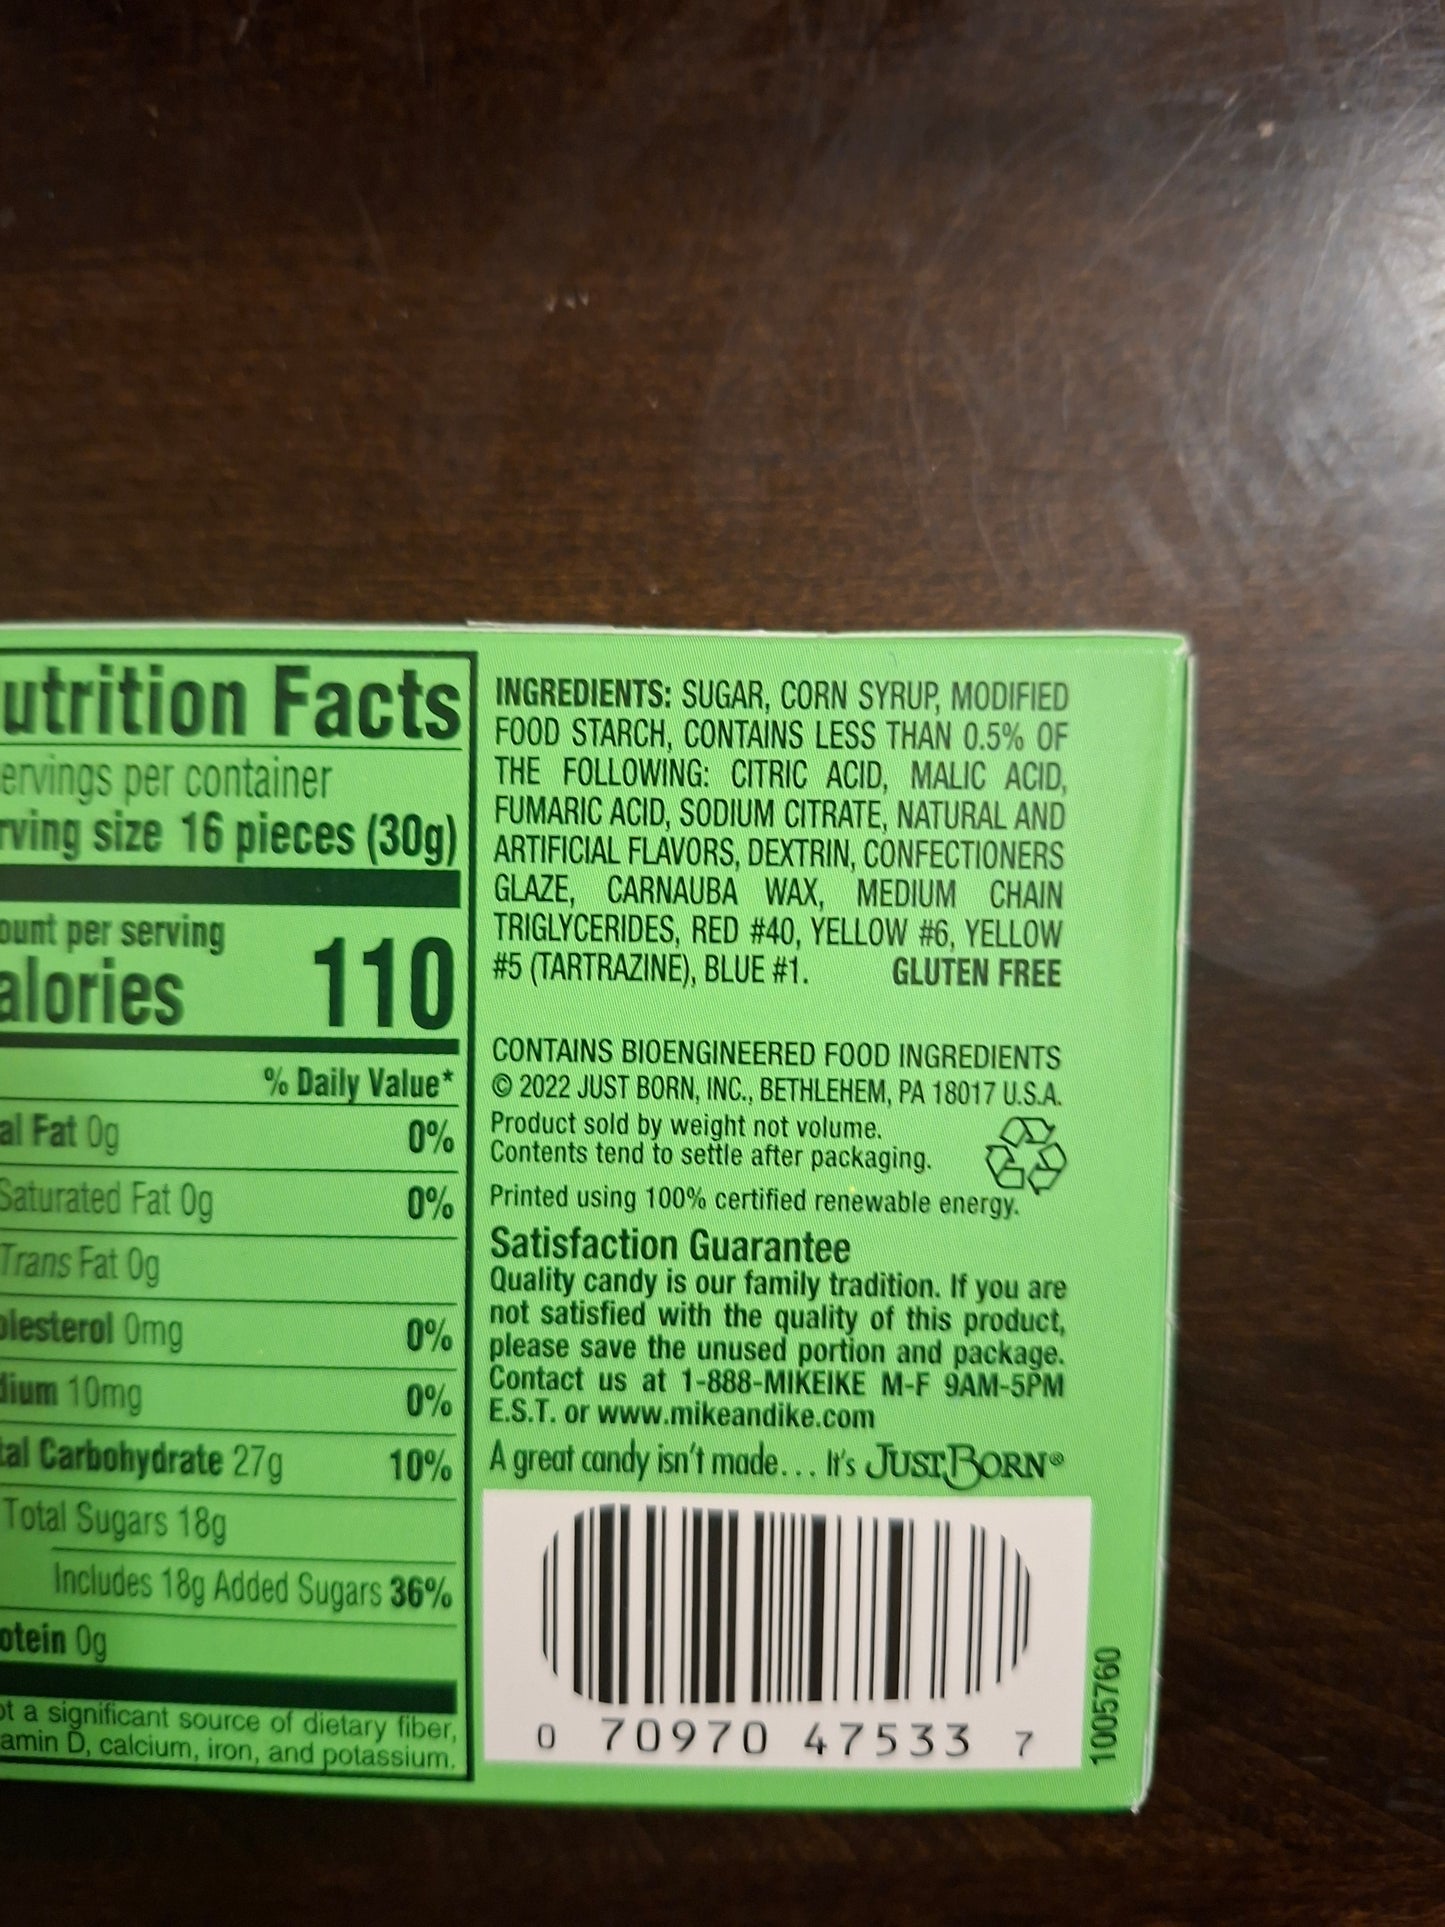 utrition Facts
ervings per container
rving size 16 pieces (30g)
ount per serving
alories 110
% Daily Value*
al Fat 0g 0%
Saturated Fat 0g 0%
Trans Fat 0g
olesterol 0mg 0%
dium 10mg 0%
tal Carbohydrate 27g 10%
Total Sugars 18g
Includes 18g Added Sugars 36%
otein 0g
ot a significant source of dietary fiber,
amin D, calcium, iron, and potassium.
INGREDIENTS: SUGAR, CORN SYRUP, MODIFIED
FOOD STARCH, CONTAINS LESS THAN 0.5% OF
THE FOLLOWING: CITRIC ACID, MALIC ACID,
FUMARIC ACID, SODIUM CITRATE, NATURAL AND
ARTIFICIAL FLAVORS, DEXTRIN, CONFECTIONERS
GLAZE, CARNAUBA WAX, MEDIUM CHAIN
TRIGLYCERIDES, RED #40, YELLOW #6, YELLOW
#5 (TARTRAZINE), BLUE #1. GLUTEN FREE
CONTAINS BIOENGINEERED FOOD INGREDIENTS
© 2022 JUST BORN, INC., BETHLEHEM, PA 18017 U.S.A.
Product sold by weight not volume.
Contents tend to settle after packaging.
Printed using 100% certified renewable energy.
Satisfaction Guarantee
Quality candy is our family tradition. If you are
not satisfied with the quality of this product,
please save the unused portion and package.
Contact us at 1-888-MIKEIKE M-F 9AM-5PM
E.S.T. or www.mikeandike.com
A great candy isn't made... It's JUST BORN®
0 70970 47533 7
1005760